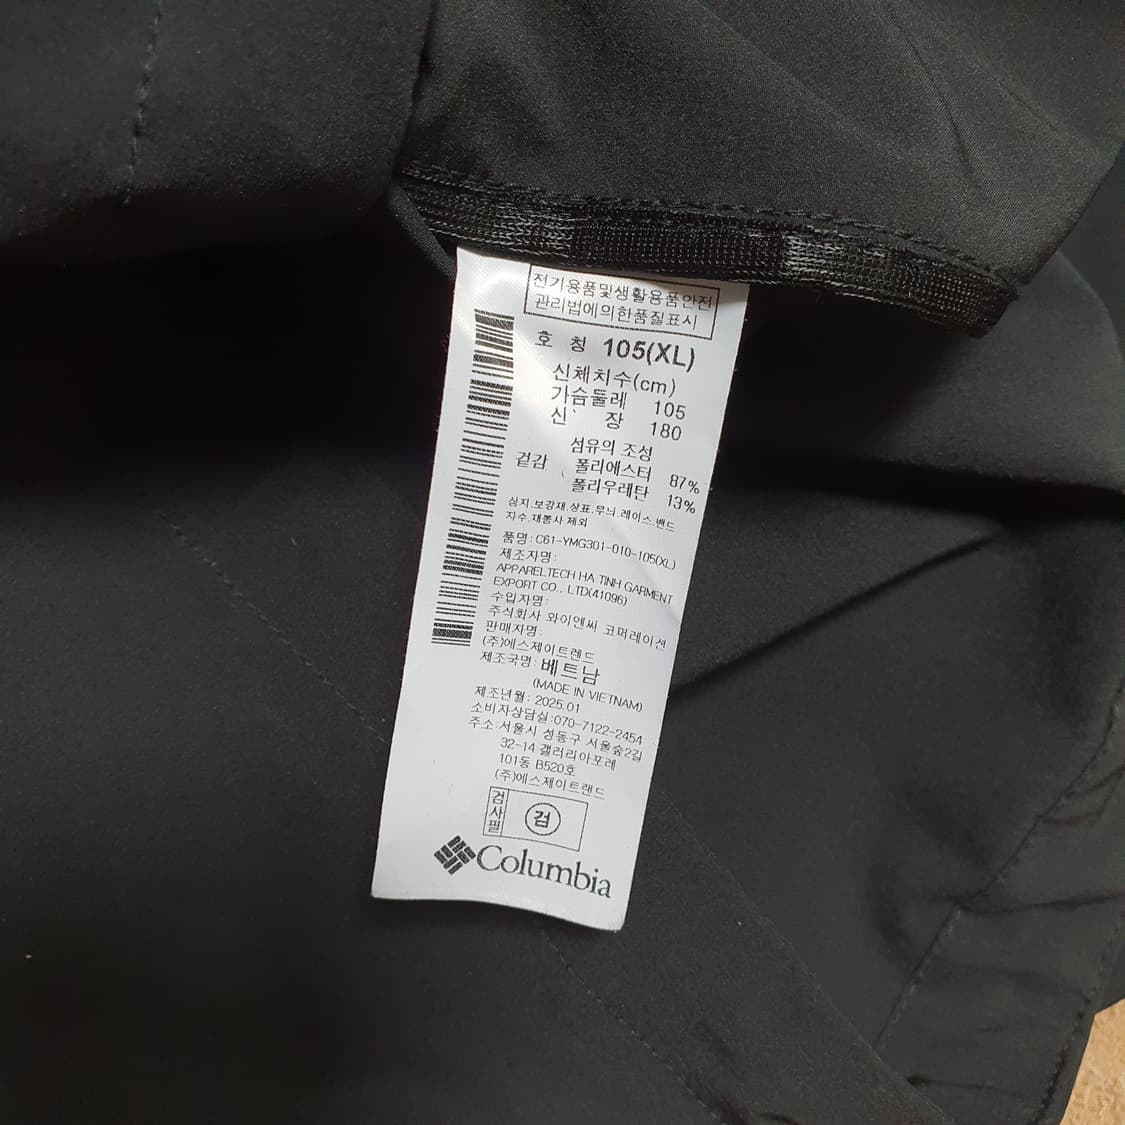 전기용품및생활용품안전
관리법에의한품질표시
호 칭 105(XL)
신체치수(cm)
가슴둘레 105
신 장 180
섬유의 조성
겉감 폴리에스터 87%
폴리우레탄 13%
심지.보강재.상표.무늬.레이스.밴드
자수.재봉사 제외
품명:C61-YMG301-010-105(XL)
제조자명:
APPARELTECH HA TINH GARMENT
EXPORT CO., LTD(41096)
수입자명:
주식회사 와이앤씨 코퍼레이션
판매자명:
(주)에스제이트렌드
제조국명: 베트남
(MADE IN VIETNAM)
제조년월: 2025.01
소비자상담실:070-7122-2454
주소:서울시 성동구 서울숲2길
32-14 갤러리아포레
101동 B520호
(주)에스제이트랜드
검사필
검
Columbia